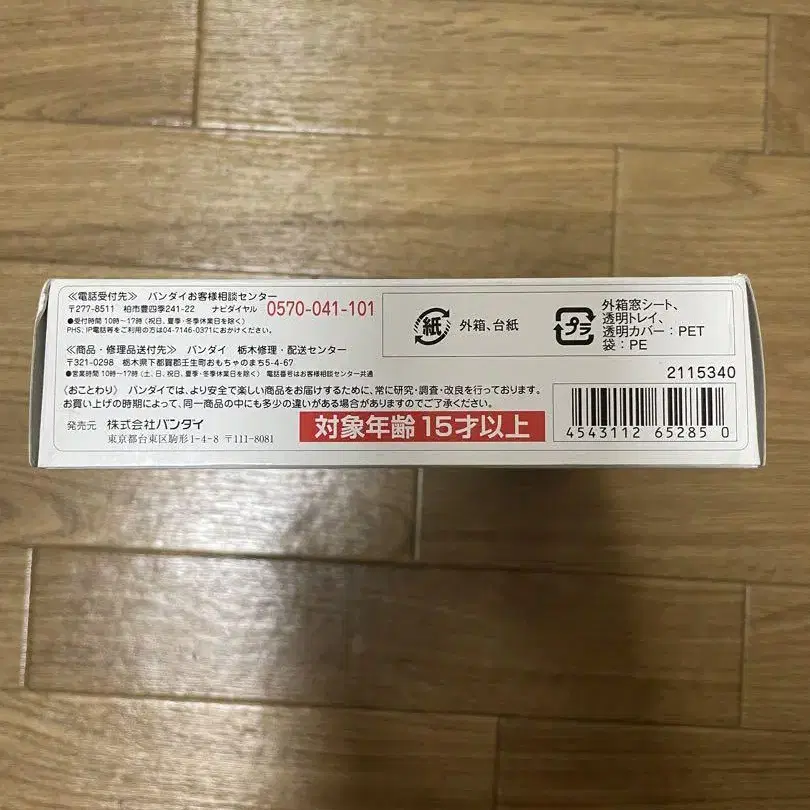 ≪電話受付先≫ バンダイお客様相談センター
〒277-8511 柏市豊四季241-22 ナビダイヤル 0570-041-101
●受付時間 10時~17時(祝日、夏季・冬季休業日を除く)
PHS、IP電話等をご利用の方は04-7146-0371におかけください。
≪商品・修理品送付先≫ バンダイ 栃木修理・配送センター
〒321-0298 栃木県下都賀郡壬生町おもちゃのまち5-4-67
●営業時間 10時~17時(土、日、祝日、夏季・冬季休業日を除く) 電話番号はお客様相談センター共通
〈おことわり〉 バンダイでは、より安全で楽しい商品をお届けするために、常に研究・調査・改良を行っております。
お買い上げの時期によって、同一商品の中にも多少の違いがある場合がありますのでご了承ください。
発売元 株式会社バンダイ
東京都台東区駒形1-4-8 〒111-8081
対象年齢 15才以上
紙 外箱、台紙
プラ
外箱窓シート、
透明トレイ、
透明カバー:PET
袋:PE
2115340
4543112 65285 0